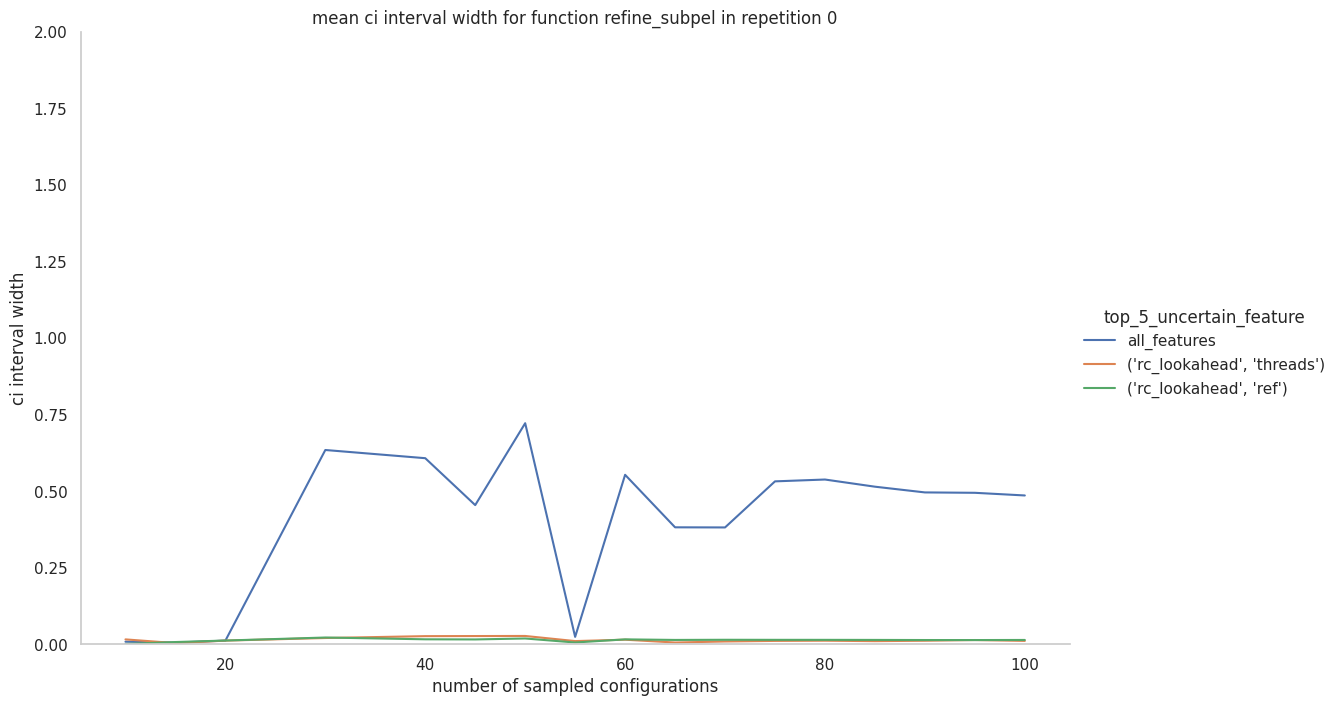 mean ci interval width for function refine_subpel in repetition 0
2.00
1.75
1.50
1.25
1.00
0.75
0.50
0.25
0.00
ci interval width
20
40
60
80
100
number of sampled configurations
top_5_uncertain_feature
all_features
('rc_lookahead', 'threads')
('rc_lookahead', 'ref')